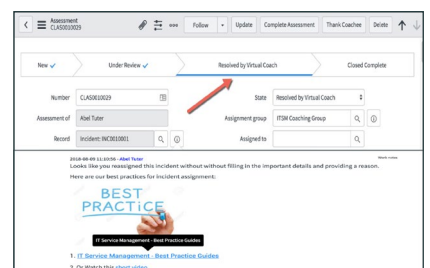 Assessment
CLAS0010029
Follow
Update
Complete Assessment
Thank Coachee
Delete
New
Under Review
Resolved by Virtual Coach
Closed Complete
Number CLAS0010029
State Resolved by Virtual Coach
Assessment of Abel Tuter
Assignment group ITSM Coaching Group
Record Incident: INC0010001
Assigned to
2018-08-09 11:10:56 - Abel Tuter
Looks like you reassigned this incident without without filling in the important details and providing a reason.
Here are our best practices for incident assignment:
BEST
PRACTiCE
IT Service Management - Best Practice Guides
1. IT Service Management - Best Practice Guides
2. Or Watch this short video